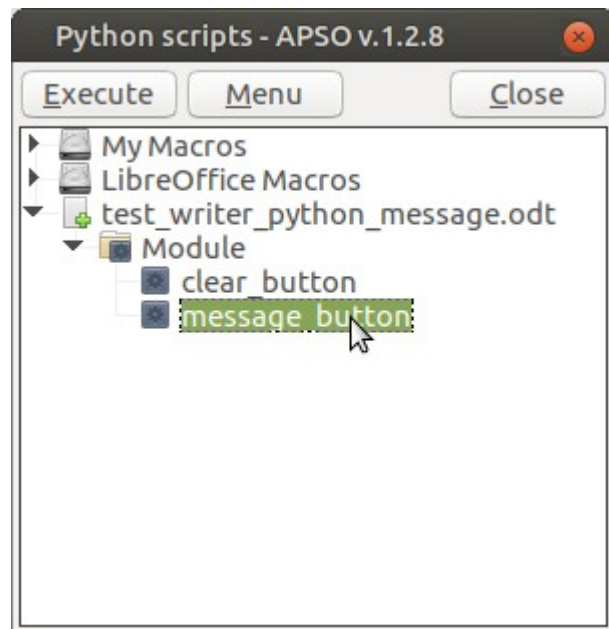 Python scripts - APSO v.1.2.8
Execute Menu Close
My Macros
LibreOffice Macros
test_writer_python_message.odt
Module
clear_button
message_button